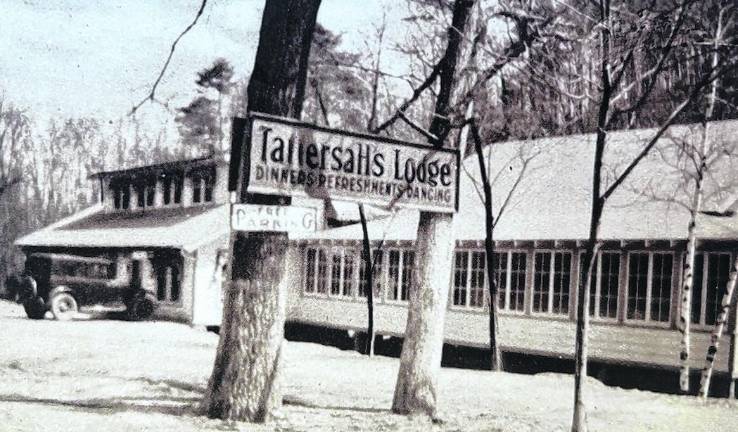 Tattersall's Lodge
DINNERS REFRESHMENTS DANCING
FREE
PARKING